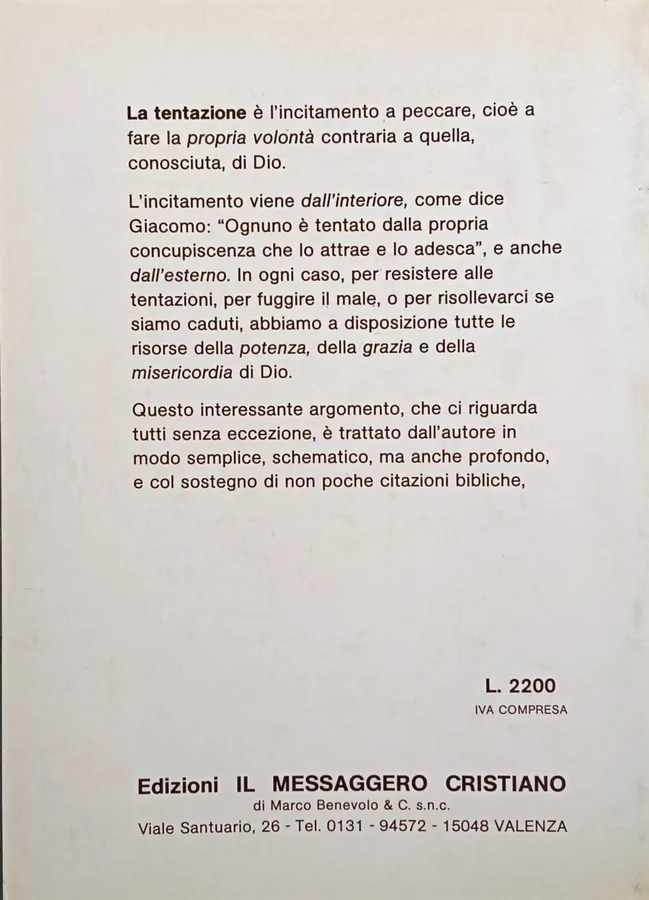 La tentazione è l'incitamento a peccare, cioè a
fare la propria volontà contraria a quella,
conosciuta, di Dio.
L'incitamento viene dall'interiore, come dice
Giacomo: “Ognuno è tentato dalla propria
concupiscenza che lo attrae e lo adesca”, e anche
dall'esterno. In ogni caso, per resistere alle
tentazioni, per fuggire il male, o per risollevarci se
siamo caduti, abbiamo a disposizione tutte le
risorse della potenza, della grazia e della
misericordia di Dio.
Questo interessante argomento, che ci riguarda
tutti senza eccezione, è trattato dall'autore in
modo semplice, schematico, ma anche profondo,
e col sostegno di non poche citazioni bibliche,
L. 2200
IVA COMPRESA
Edizioni IL MESSAGGERO CRISTIANO
di Marco Benevolo & C. s.n.c.
Viale Santuario, 26 - Tel. 0131 - 94572 - 15048 VALENZA